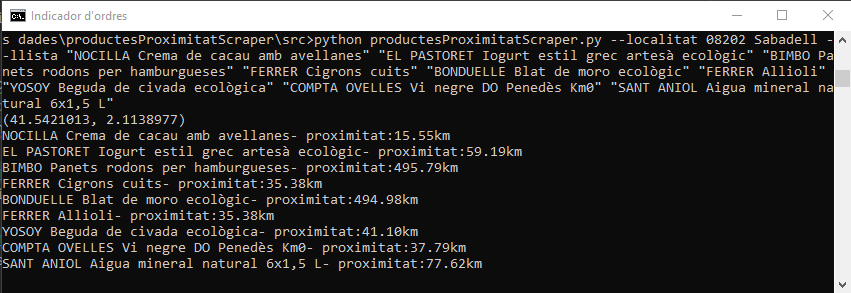 Indicador d'ordres
s dades\productesProximitatScraper\src>python productesProximitatScraper.py --localitat 08202 Sabadell -
-llista "NOCILLA Crema de cacau amb avellanes" "EL PASTORET Iogurt estil grec artesà ecològic" "BIMBO Pa
nets rodons per hamburgueses" "FERRER Cigrons cuits" "BONDUELLE Blat de moro ecològic" "FERRER Allioli"
"YOSOY Beguda de civada ecològica" "COMPTA OVELLES Vi negre DO Penedès Km0" "SANT ANIOL Aigua mineral na
tural 6x1,5 L"
(41.5421013, 2.1138977)
NOCILLA Crema de cacau amb avellanes- proximitat:15.55km
EL PASTORET Iogurt estil grec artesà ecològic- proximitat:59.19km
BIMBO Panets rodons per hamburgueses- proximitat:495.79km
FERRER Cigrons cuits- proximitat:35.38km
BONDUELLE Blat de moro ecològic- proximitat:494.98km
FERRER Allioli- proximitat:35.38km
YOSOY Beguda de civada ecològica- proximitat:41.10km
COMPTA OVELLES Vi negre DO Penedès Km0- proximitat:37.79km
SANT ANIOL Aigua mineral natural 6x1,5 L- proximitat:77.62km